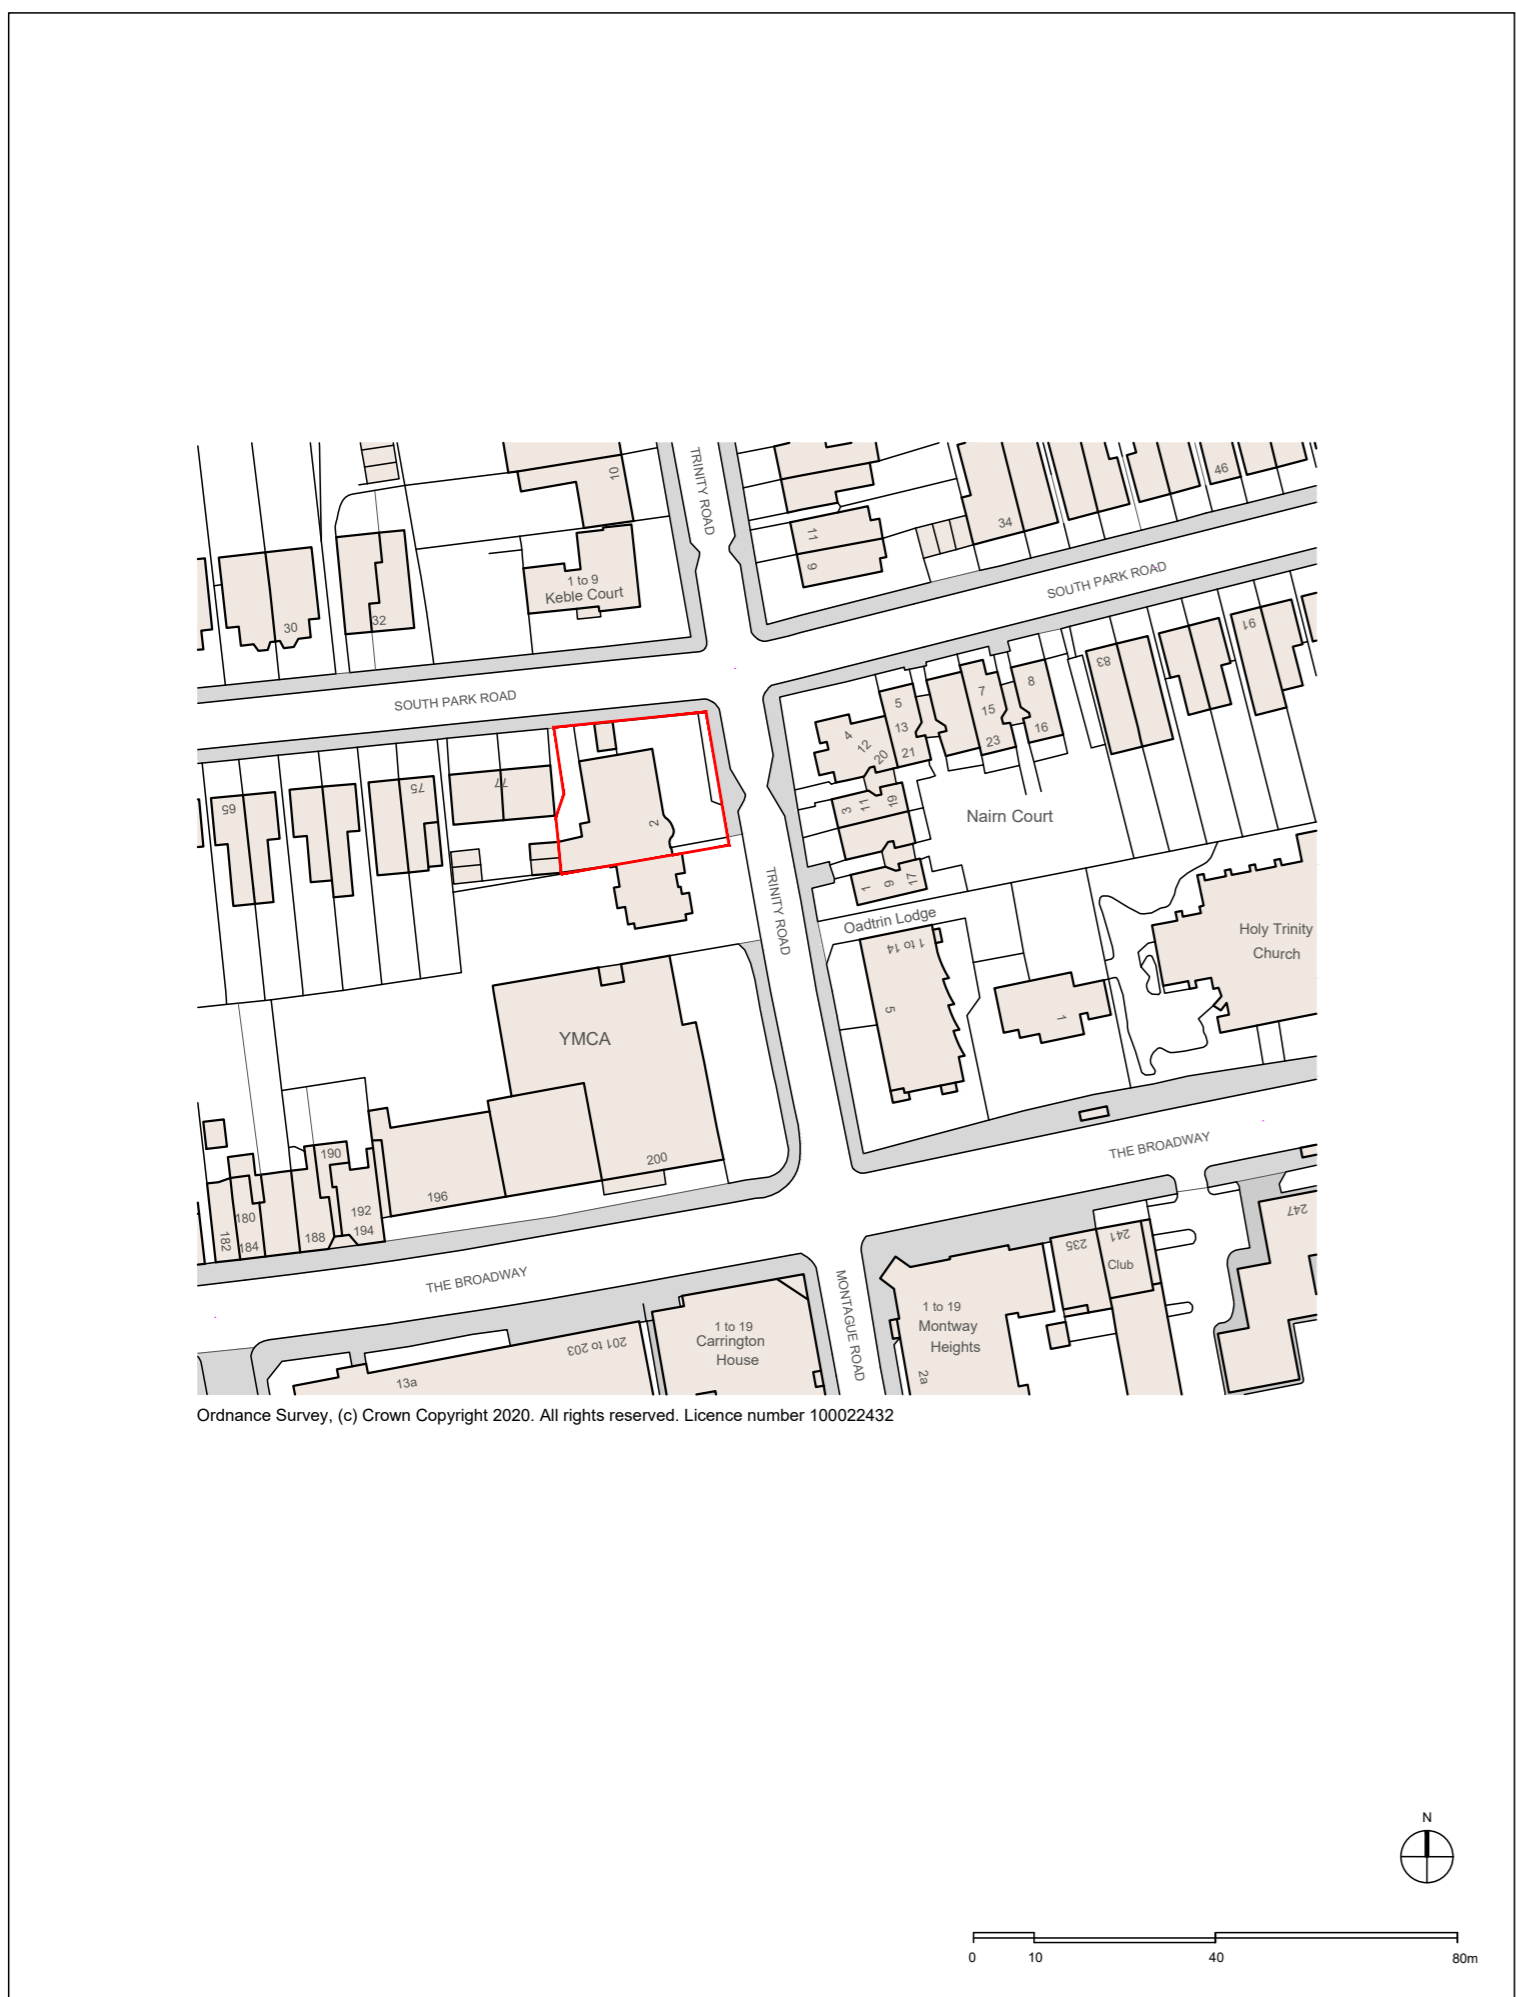 TRINITY ROAD
10
46
34
11
9
1 to 9
Keble Court
30
32
SOUTH PARK ROAD
SOUTH PARK ROAD
91
83
8
7
5
15
13
4
12
20
21
23
16
77
75
65
2
3
11
19
Nairn Court
1
9
17
TRINITY ROAD
Oadtrin Lodge
1 to 14
5
1
Holy Trinity
Church
YMCA
THE BROADWAY
190
200
196
192
194
180
182
184
188
247
235
241
Club
THE BROADWAY
MONTAGUE ROAD
1 to 19
Montway
Heights
2a
1 to 19
Carrington
House
201 to 203
13a
Ordnance Survey, (c) Crown Copyright 2020. All rights reserved. Licence number 100022432
N
0 10 40 80m